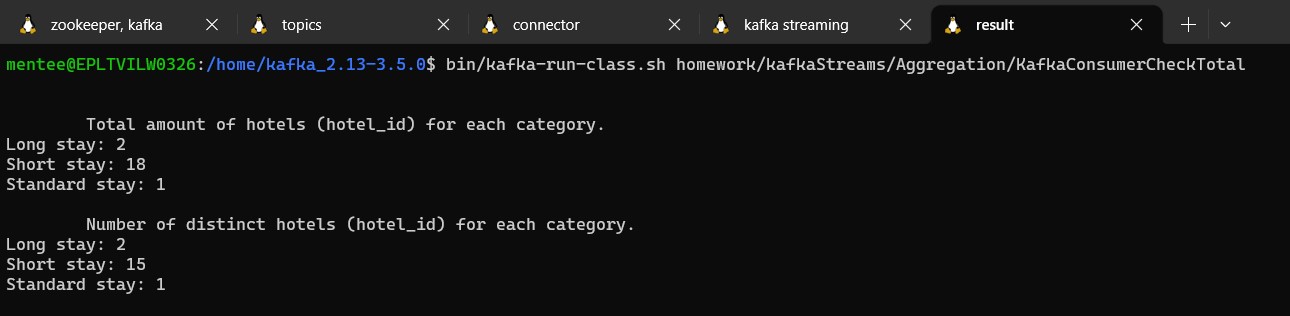 zookeeper, kafka topics connector kafka streaming result
mentee@EPLTVILW0326:/home/kafka_2.13-3.5.0$ bin/kafka-run-class.sh homework/kafkaStreams/Aggregation/KafkaConsumerCheckTotal
Total amount of hotels (hotel_id) for each category.
Long stay: 2
Short stay: 18
Standard stay: 1
Number of distinct hotels (hotel_id) for each category.
Long stay: 2
Short stay: 15
Standard stay: 1